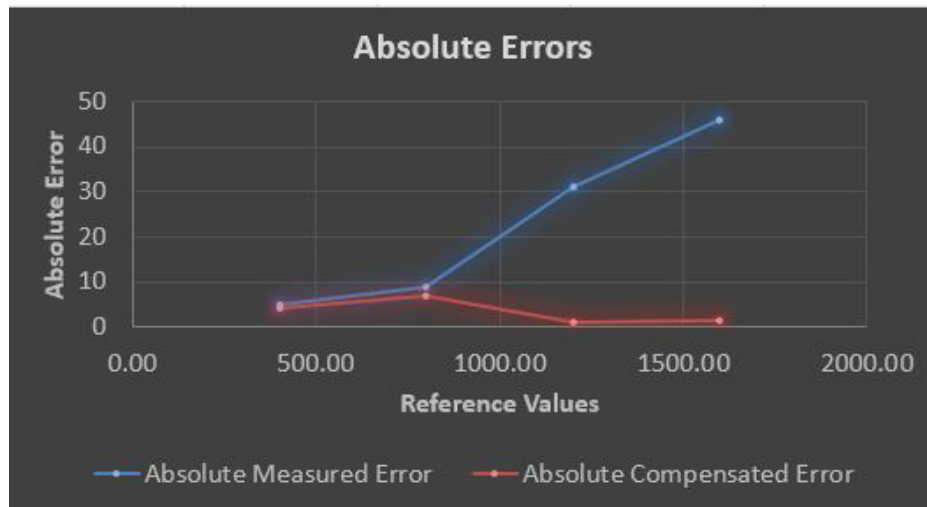 Absolute Errors
50
40
30
20
10
0
Absolute Error
0.00 500.00 1000.00 1500.00 2000.00
Reference Values
Absolute Measured Error Absolute Compensated Error